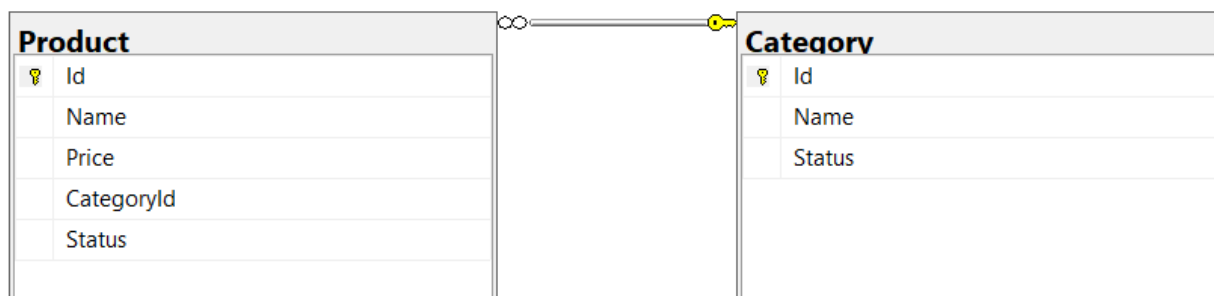 Product
Id
Name
Price
CategoryId
Status
Category
Id
Name
Status